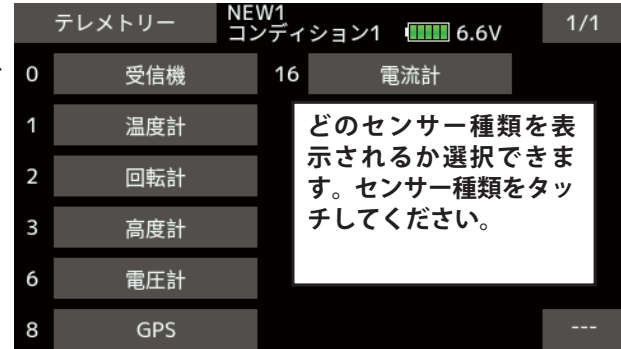 テレメトリー
NEW1
コンディション1 6.6V
1/1
0 受信機
16 電流計
1 温度計
2 回転計
3 高度計
6 電圧計
8 GPS
どのセンサー種類を表
示されるか選択できま
す。センサー種類をタッ
チしてください。
---